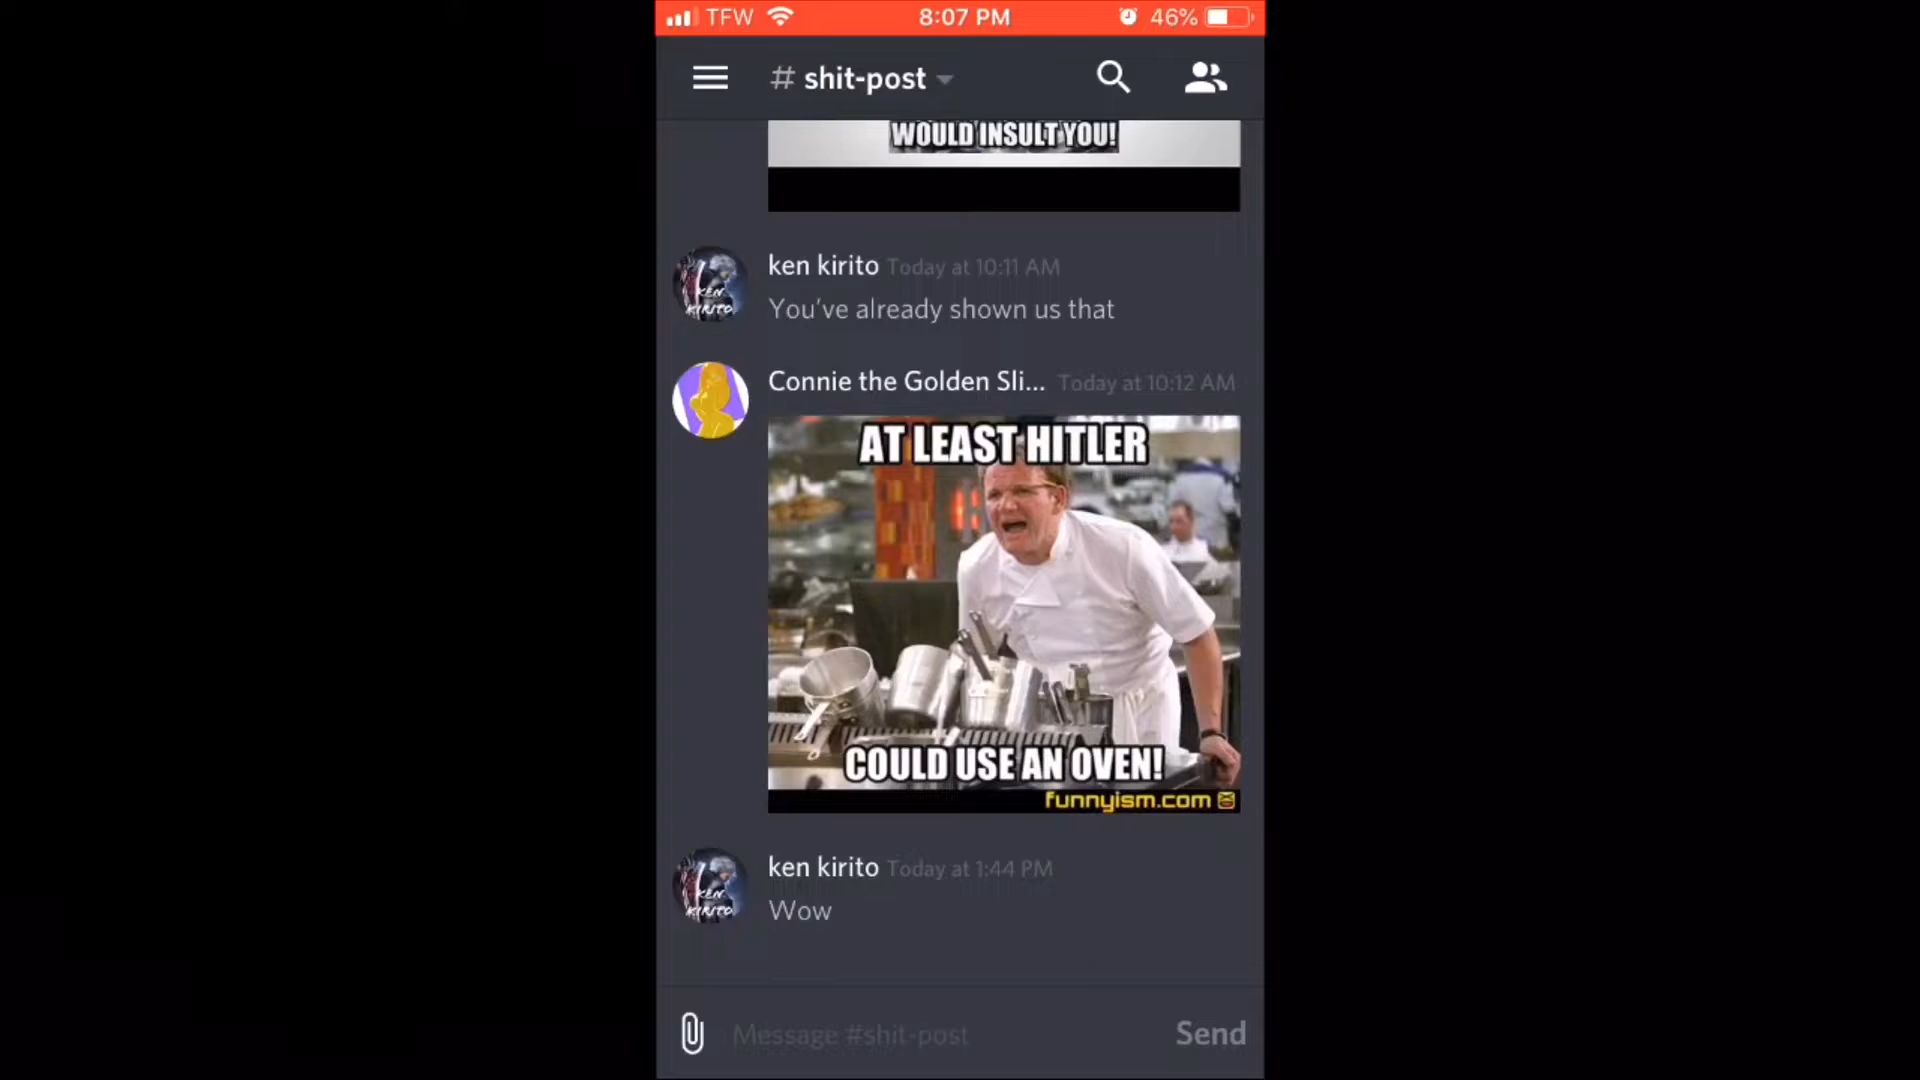 TFW 8:07 PM 46%
# shit-post
WOULD INSULT YOU!
ken kirito Today at 10:11 AM
You've already shown us that
Connie the Golden Sli... Today at 10:12 AM
AT LEAST HITLER
COULD USE AN OVEN!
funnyism.com
ken kirito Today at 1:44 PM
Wow
KEN
KIRITO
Message #shit-post
Send